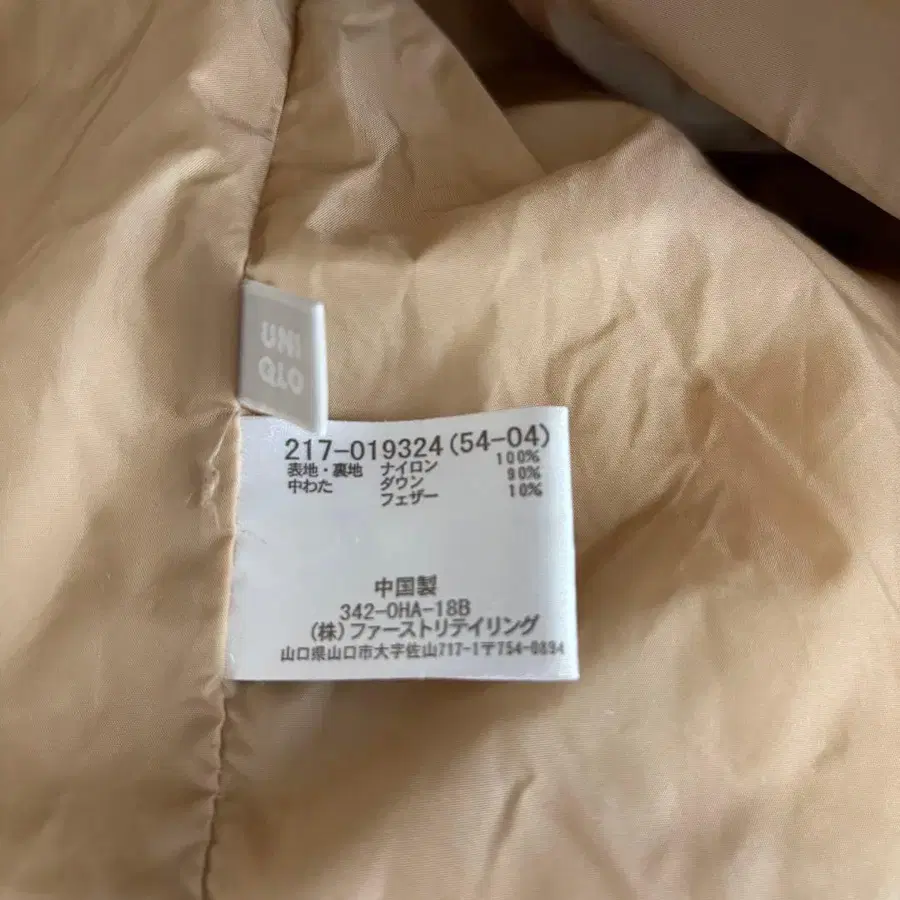 UNI
QLO
217-019324(54-04)
表地・裏地 ナイロン 100%
中わた ダウン 90%
フェザー 10%
中国製
342-OHA-18B
(株)ファーストリテイリング
山口県山口市大字佐山717-1〒754-0894